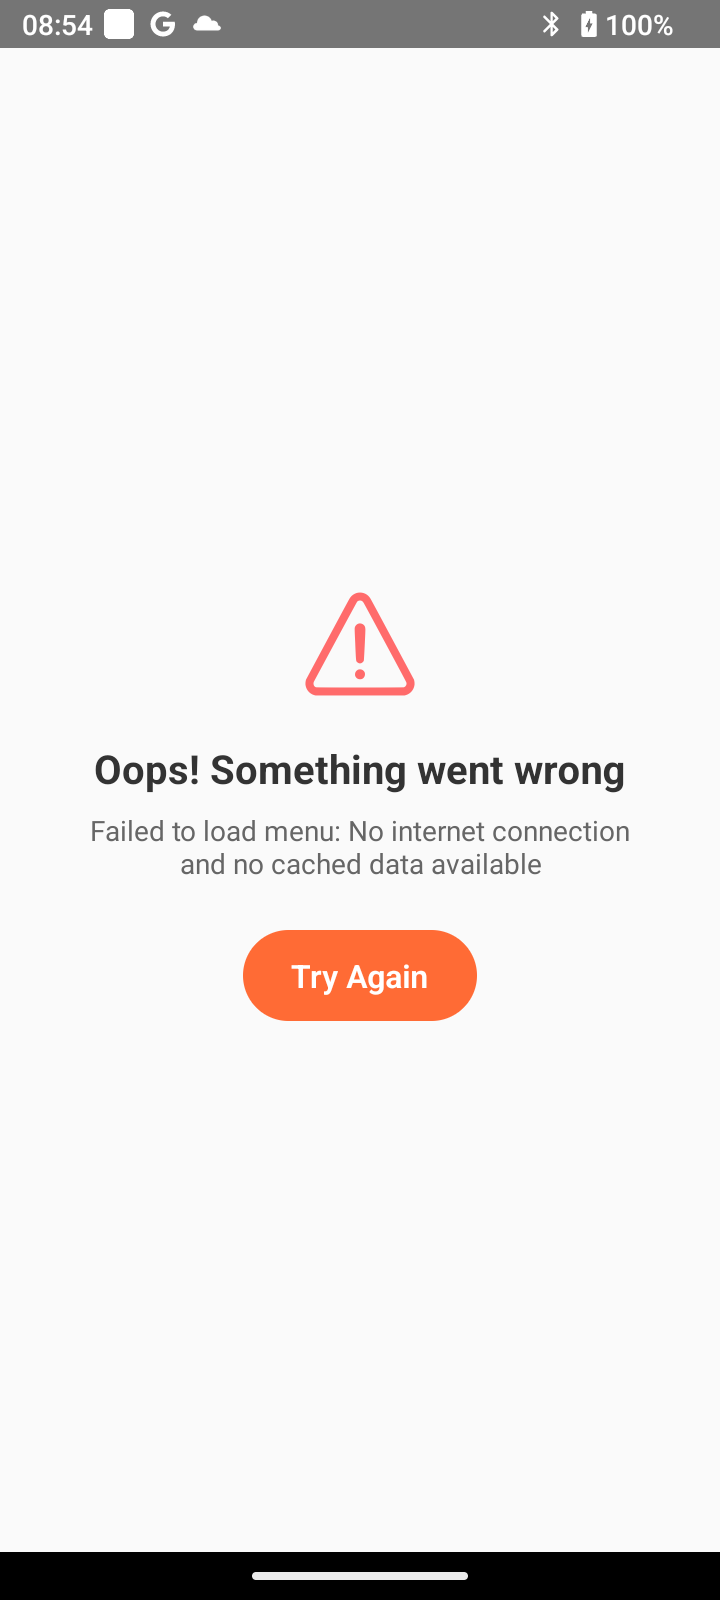 08:54 G 100%
Oops! Something went wrong
Failed to load menu: No internet connection
and no cached data available
Try Again